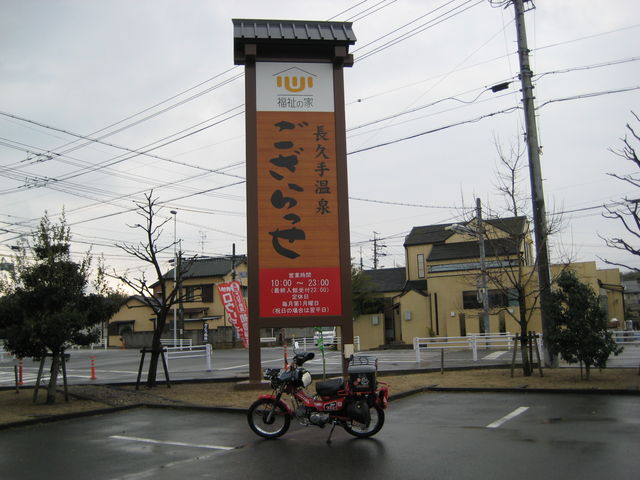 福祉の家
長久手温泉
ござらっせ
営業時間
10:00 ~ 23:00
(最終入館受付22:00)
定休日
毎月第1月曜日
(祝日の場合は翌平日)